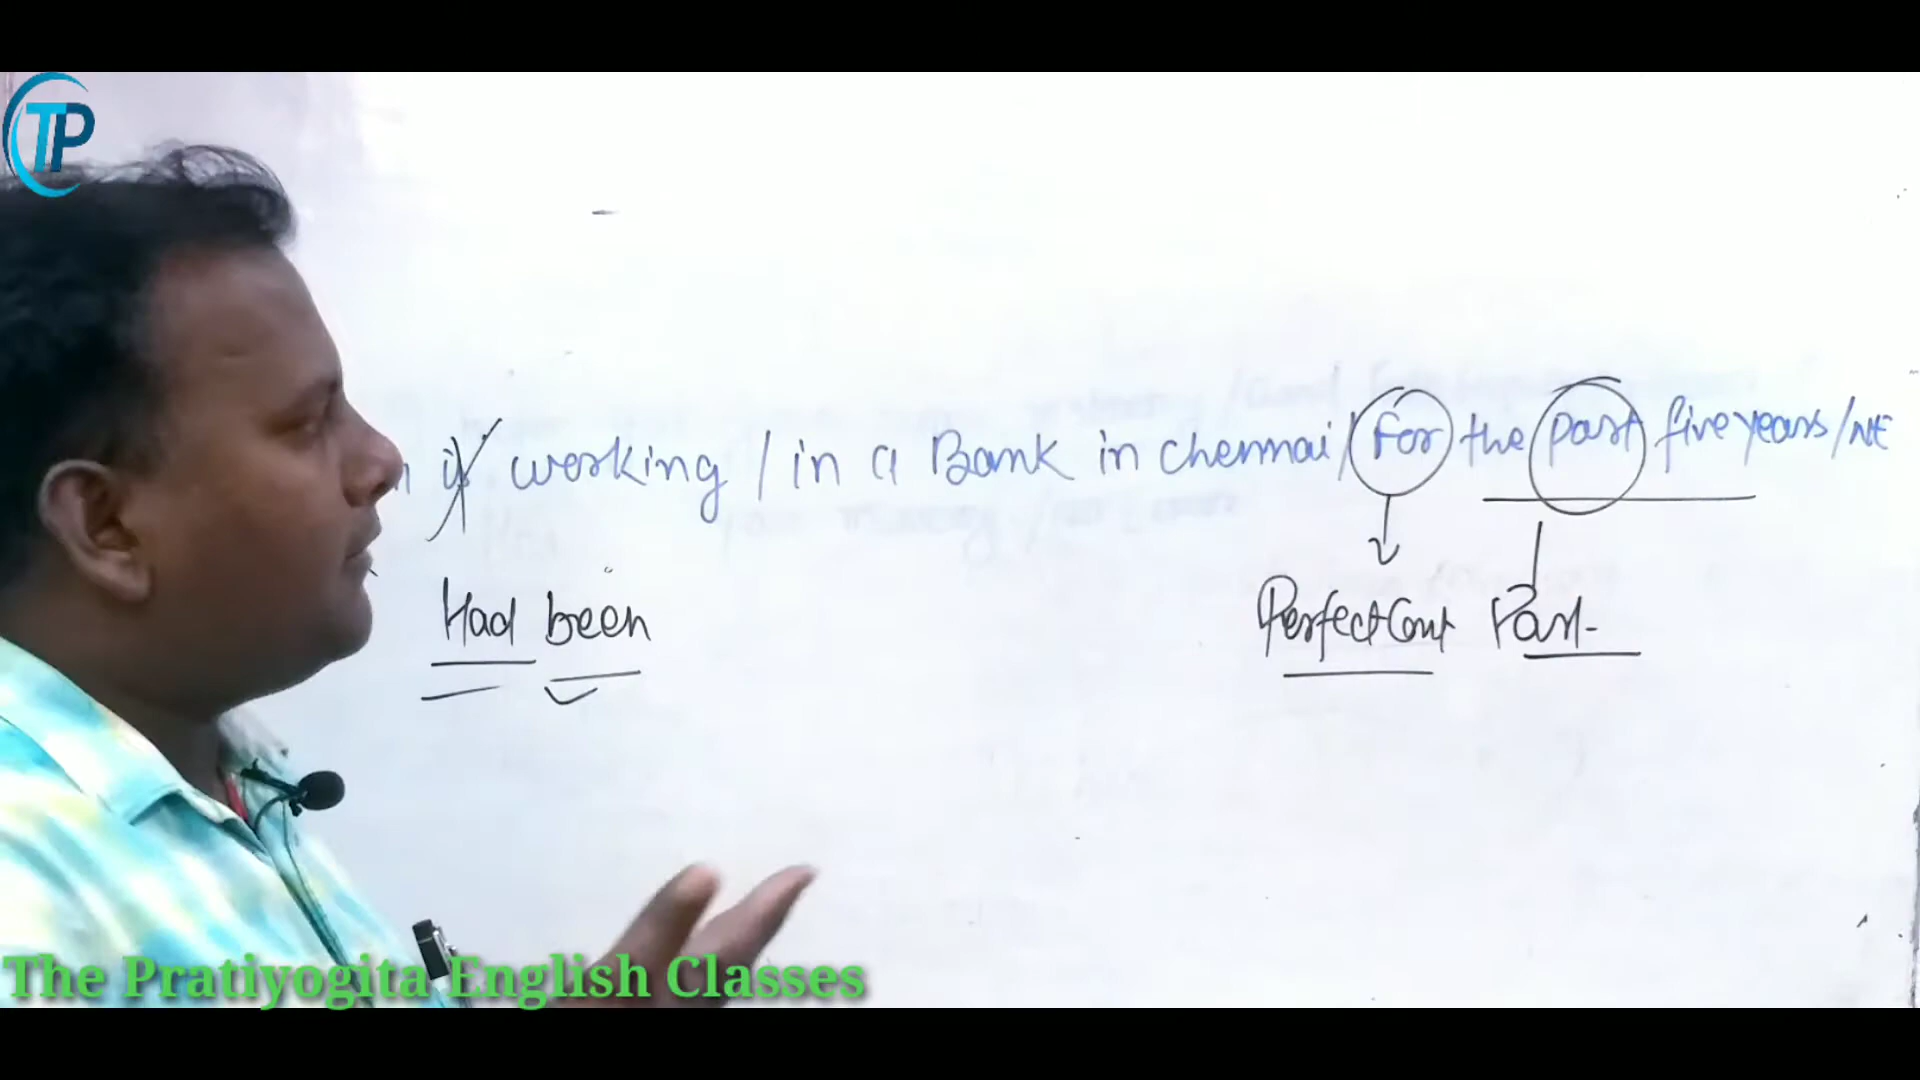 TP
is working / in a Bank in chennai / For the past five years / NE
Had been
Perfect Cont Past-
The Pratiyogita English Classes